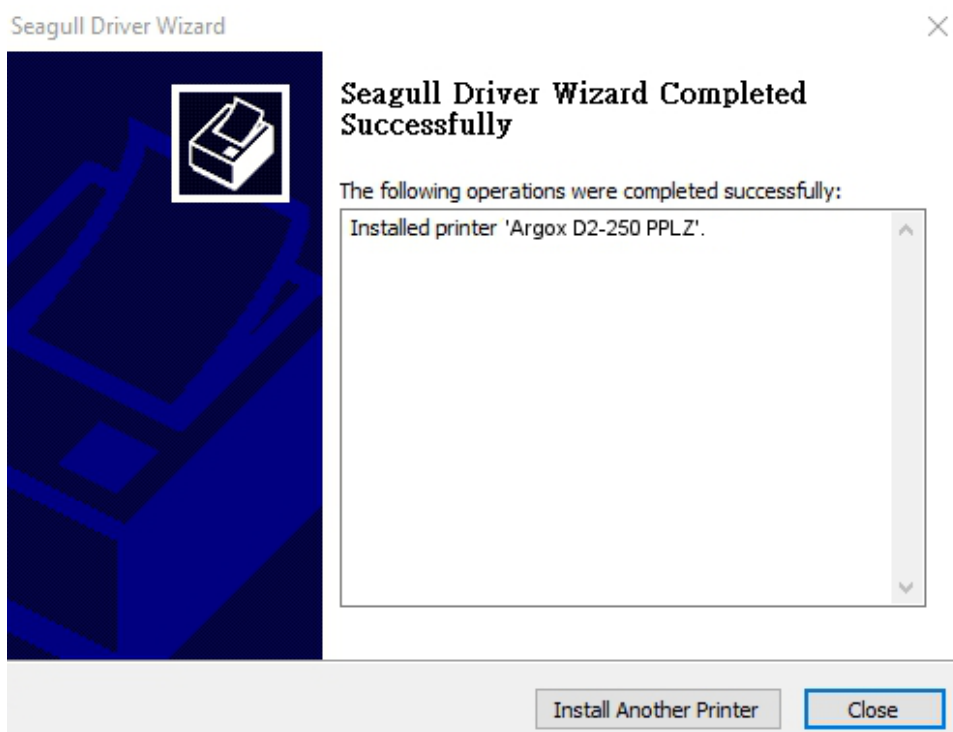 Seagull Driver Wizard
Seagull Driver Wizard Completed
Successfully
The following operations were completed successfully:
Installed printer 'Argox D2-250 PPLZ'.
Install Another Printer
Close